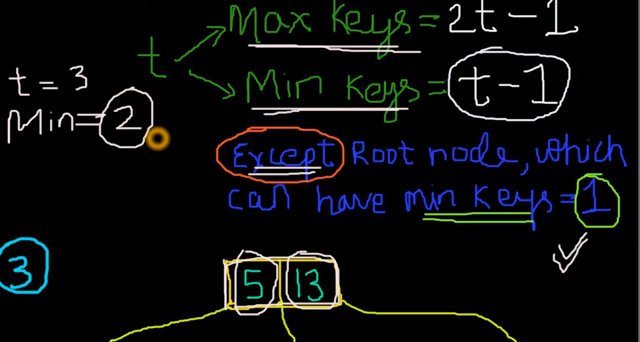 Max Keys = 2t - 1
t
t = 3
Min Keys = t - 1
Min = 2
Except Root node, which
can have min keys = 1
3
5 13